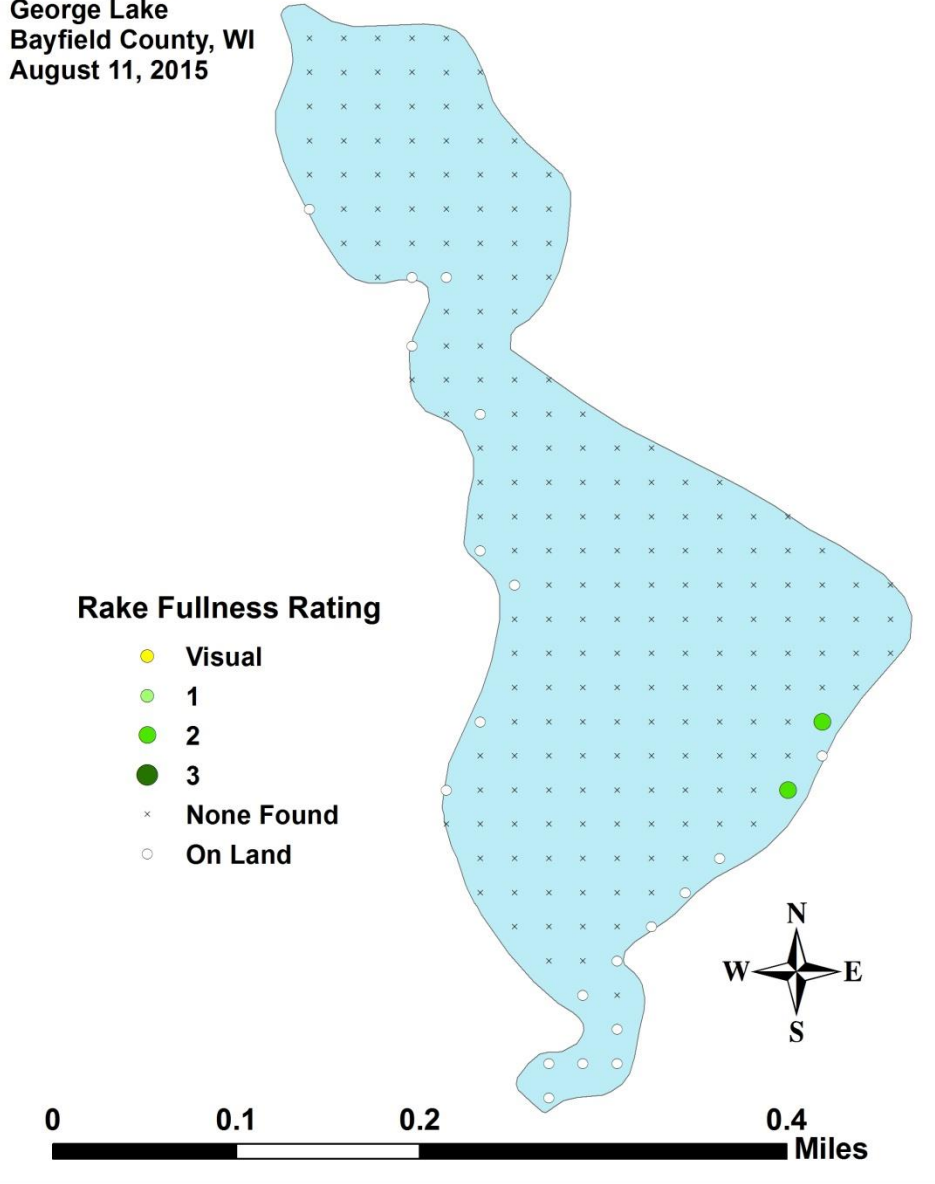 George Lake
Bayfield County, WI
August 11, 2015
Rake Fullness Rating
Visual
1
2
3
None Found
On Land
N
W E
S
0 0.1 0.2 0.4
Miles